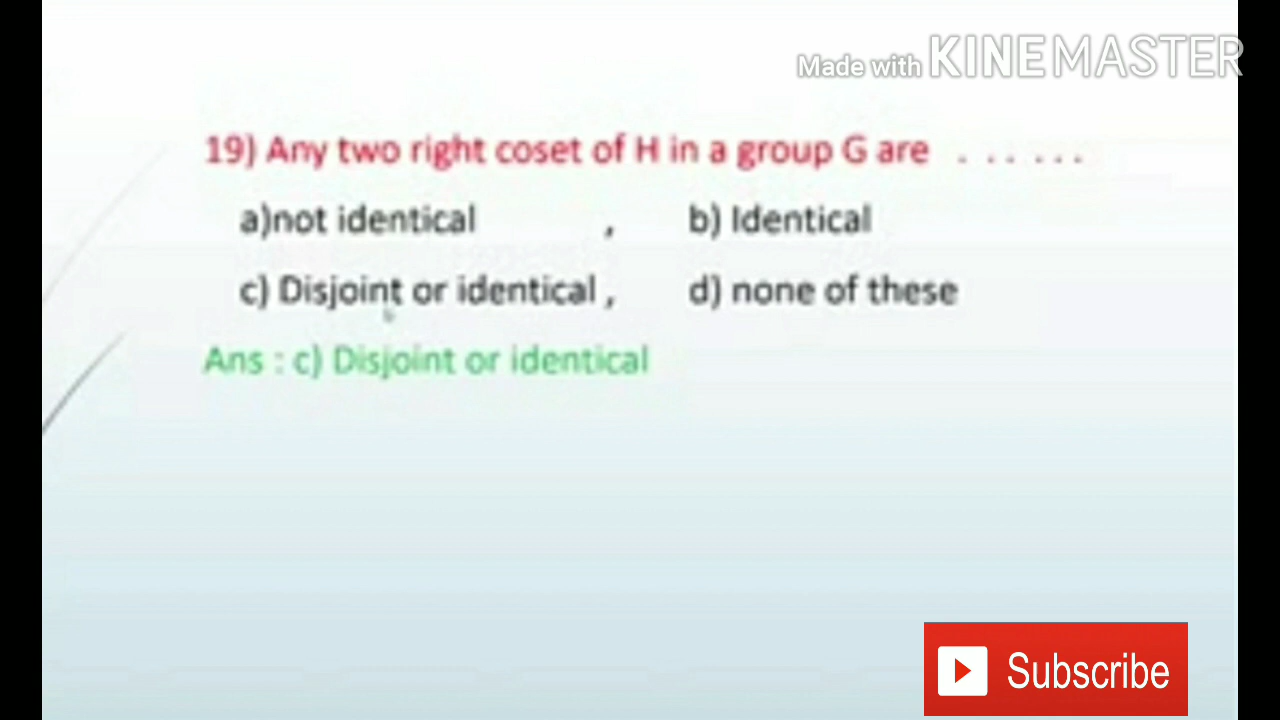 Made with KINEMASTER
19) Any two right coset of H in a group G are . . . . . .
a)not identical , b) Identical
c) Disjoint or identical , d) none of these
Ans : c) Disjoint or identical
Subscribe